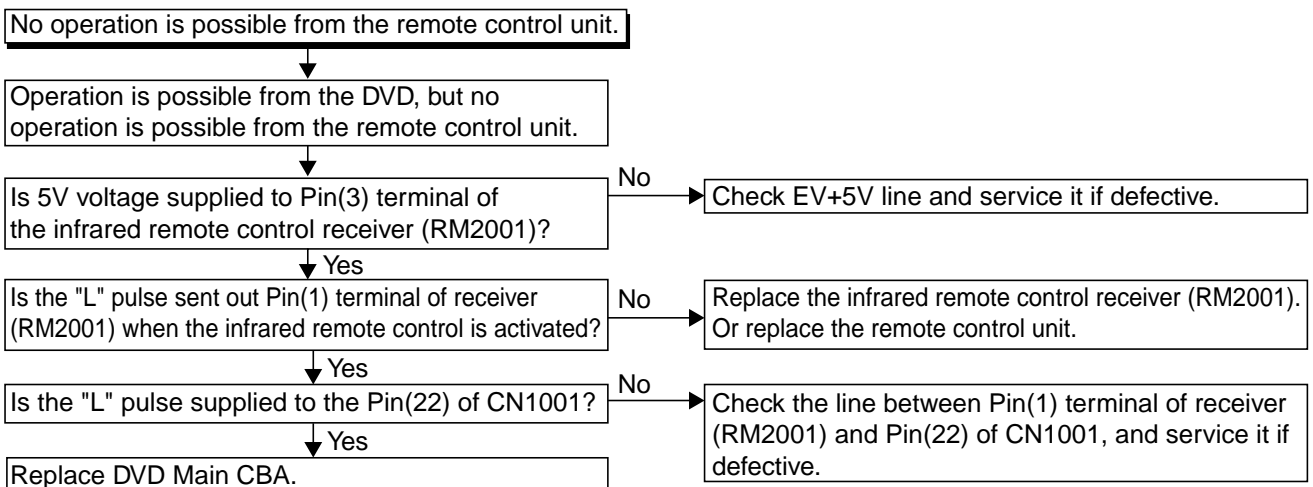 No operation is possible from the remote control unit.
Operation is possible from the DVD, but no
operation is possible from the remote control unit.
Is 5V voltage supplied to Pin(3) terminal of
the infrared remote control receiver (RM2001)?
No
Check EV+5V line and service it if defective.
Yes
Is the "L" pulse sent out Pin(1) terminal of receiver
(RM2001) when the infrared remote control is activated?
No
Replace the infrared remote control receiver (RM2001).
Or replace the remote control unit.
Yes
Is the "L" pulse supplied to the Pin(22) of CN1001?
No
Check the line between Pin(1) terminal of receiver
(RM2001) and Pin(22) of CN1001, and service it if
defective.
Yes
Replace DVD Main CBA.